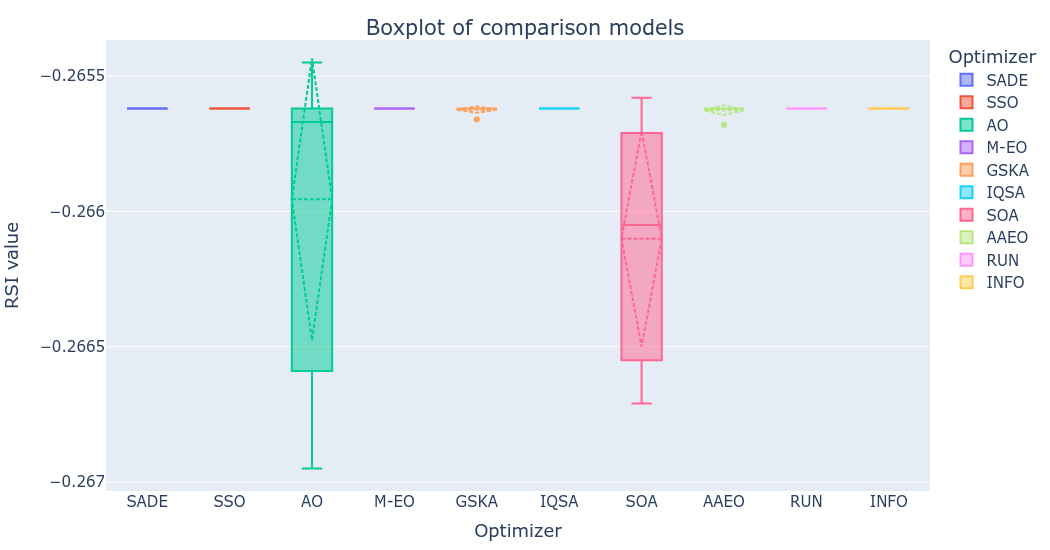 Boxplot of comparison models
RSI value
−0.2655
−0.266
−0.2665
−0.267
SADE
SSO
AO
M-EO
GSKA
IQSA
SOA
AAEO
RUN
INFO
Optimizer
Optimizer
SADE
SSO
AO
M-EO
GSKA
IQSA
SOA
AAEO
RUN
INFO